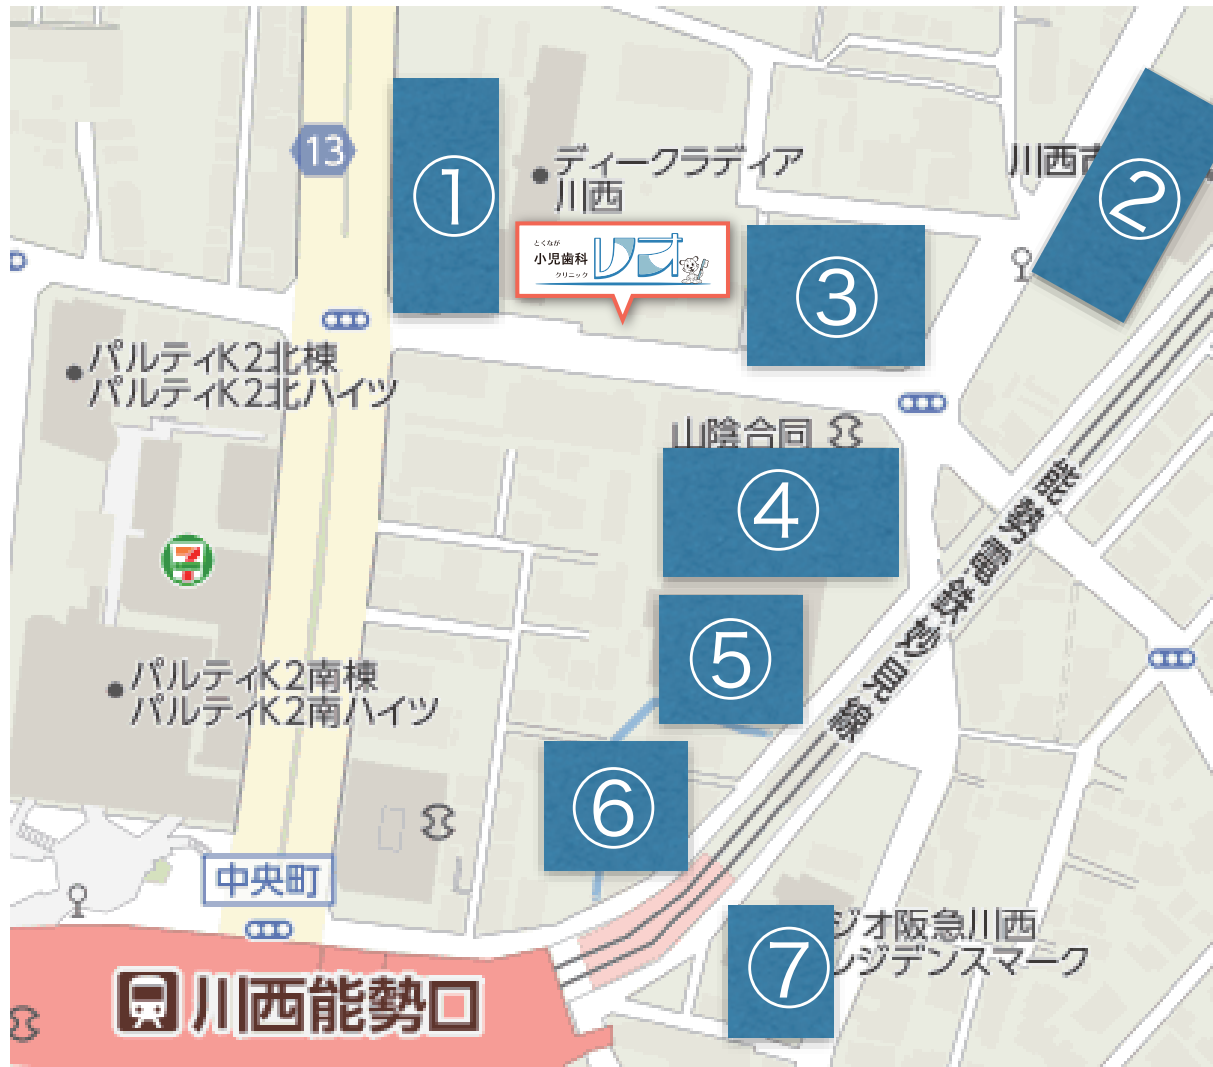 13
①
ディークラディア
川西
川西市
②
とくなが
小児歯科
クリニック
リオ
③
パルティK2北棟
パルティK2北ハイツ
山陰合同
④
能勢電鉄妙見線
⑤
パルティK2南棟
パルティK2南ハイツ
⑥
中央町
⑦
ジオ阪急川西
レジデンスマーク
川西能勢口